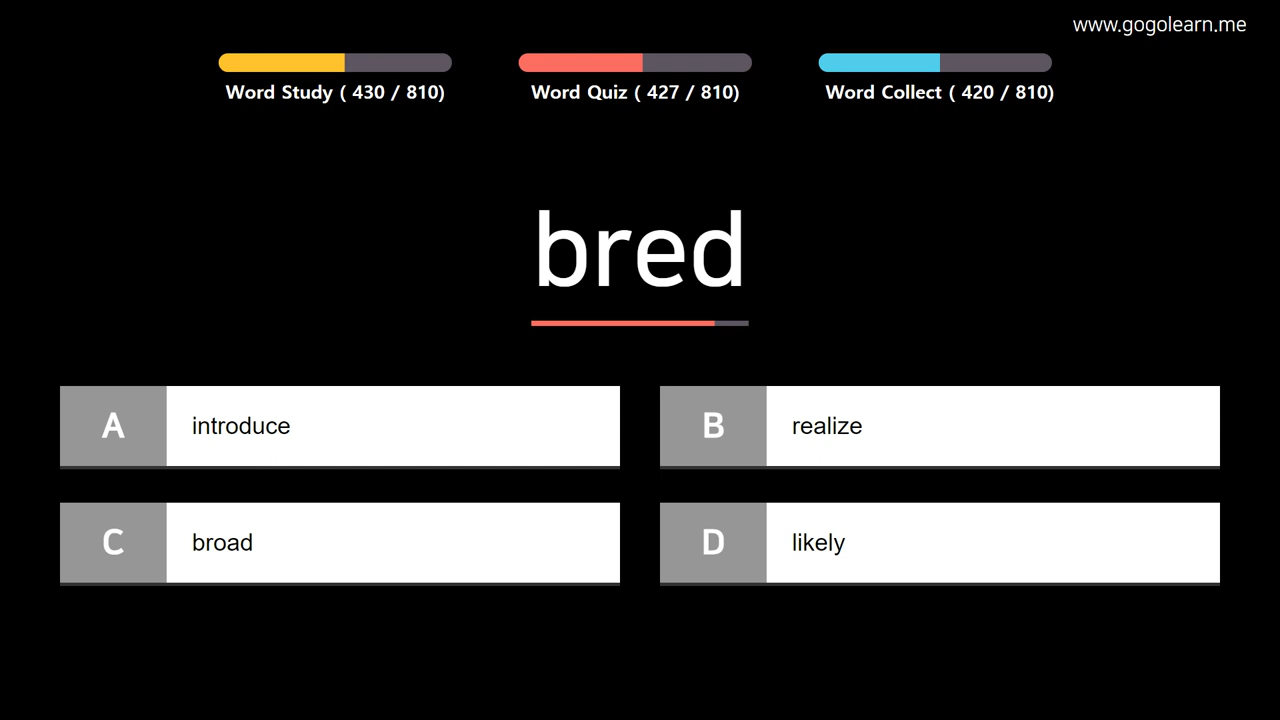 www.gogolearn.me
Word Study ( 430 / 810)
Word Quiz ( 427 / 810)
Word Collect ( 420 / 810)
bred
A introduce
B realize
C broad
D likely